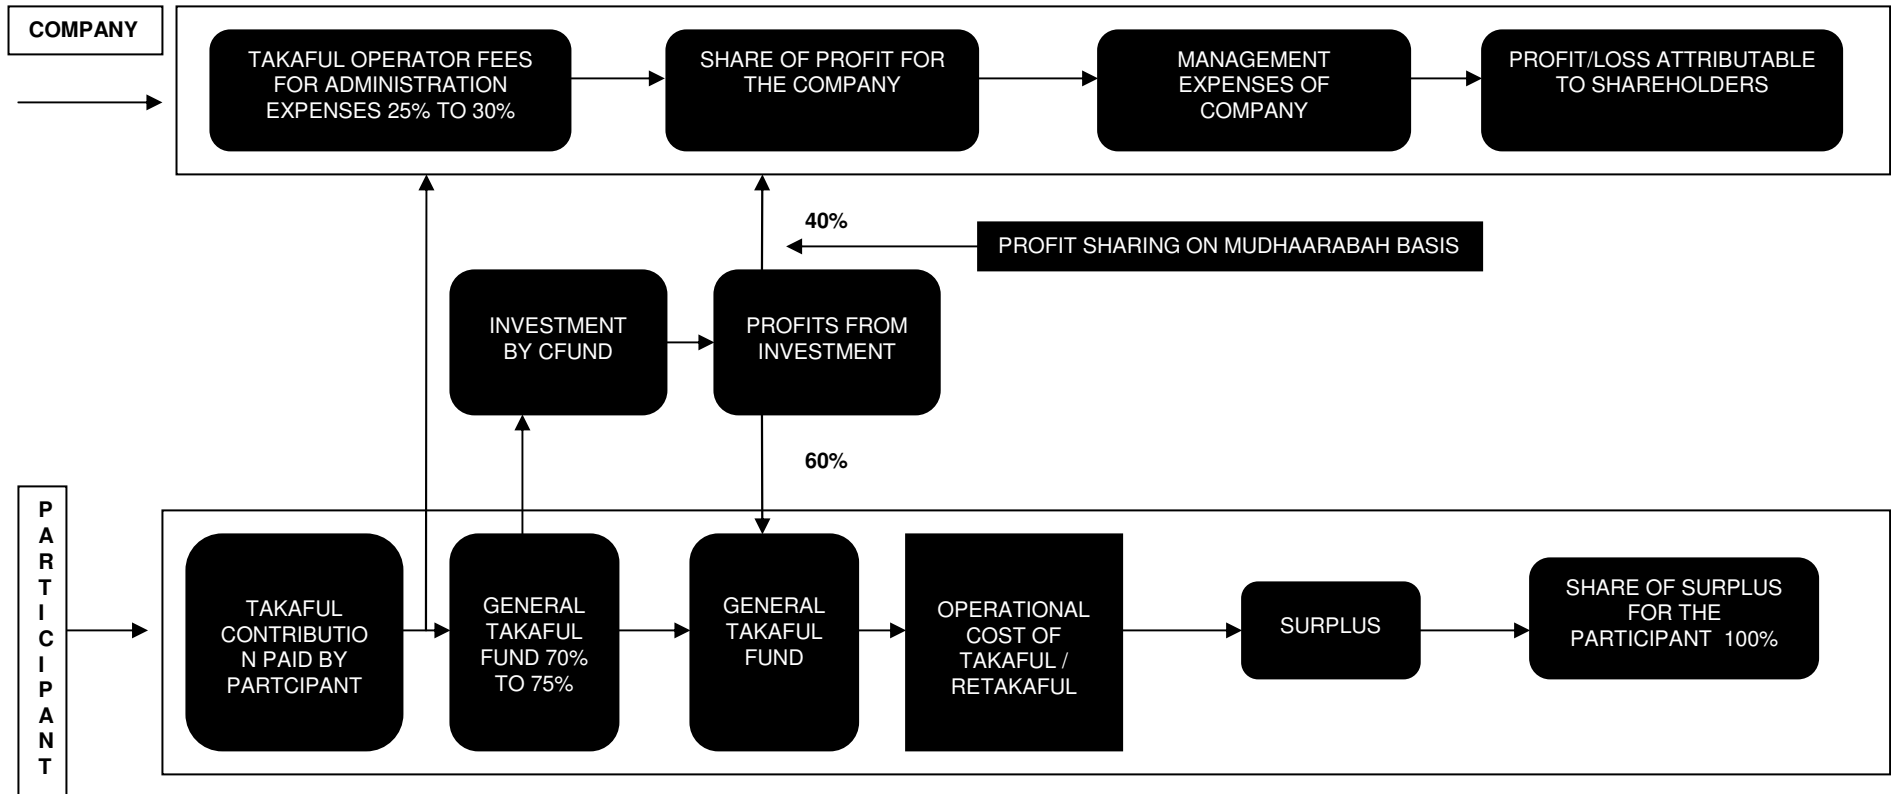 COMPANY
TAKAFUL OPERATOR FEES
FOR ADMINISTRATION
EXPENSES 25% TO 30%
SHARE OF PROFIT FOR
THE COMPANY
MANAGEMENT
EXPENSES OF
COMPANY
PROFIT/LOSS ATTRIBUTABLE
TO SHAREHOLDERS
40%
PROFIT SHARING ON MUDHAARABAH BASIS
INVESTMENT
BY CFUND
PROFITS FROM
INVESTMENT
60%
P
A
R
T
I
C
I
P
A
N
T
TAKAFUL
CONTRIBUTIO
N PAID BY
PARTCIPANT
GENERAL
TAKAFUL
FUND 70%
TO 75%
GENERAL
TAKAFUL
FUND
OPERATIONAL
COST OF
TAKAFUL /
RETAKAFUL
SURPLUS
SHARE OF SURPLUS
FOR THE
PARTICIPANT 100%